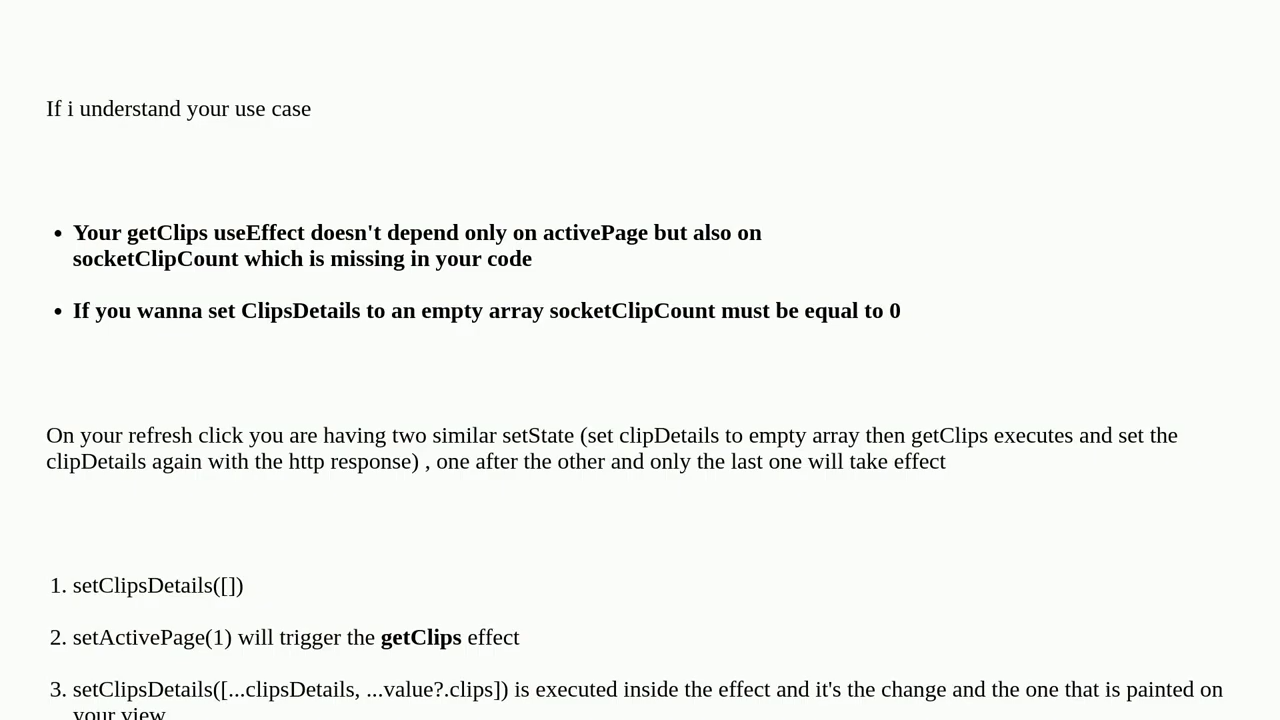 If i understand your use case
• Your getClips useEffect doesn't depend only on activePage but also on
socketClipCount which is missing in your code
• If you wanna set ClipsDetails to an empty array socketClipCount must be equal to 0
On your refresh click you are having two similar setState (set clipDetails to empty array then getClips executes and set the
clipDetails again with the http response) , one after the other and only the last one will take effect
1. setClipsDetails([])
2. setActivePage(1) will trigger the getClips effect
3. setClipsDetails([...clipsDetails, ...value?.clips]) is executed inside the effect and it's the change and the one that is painted on
your view